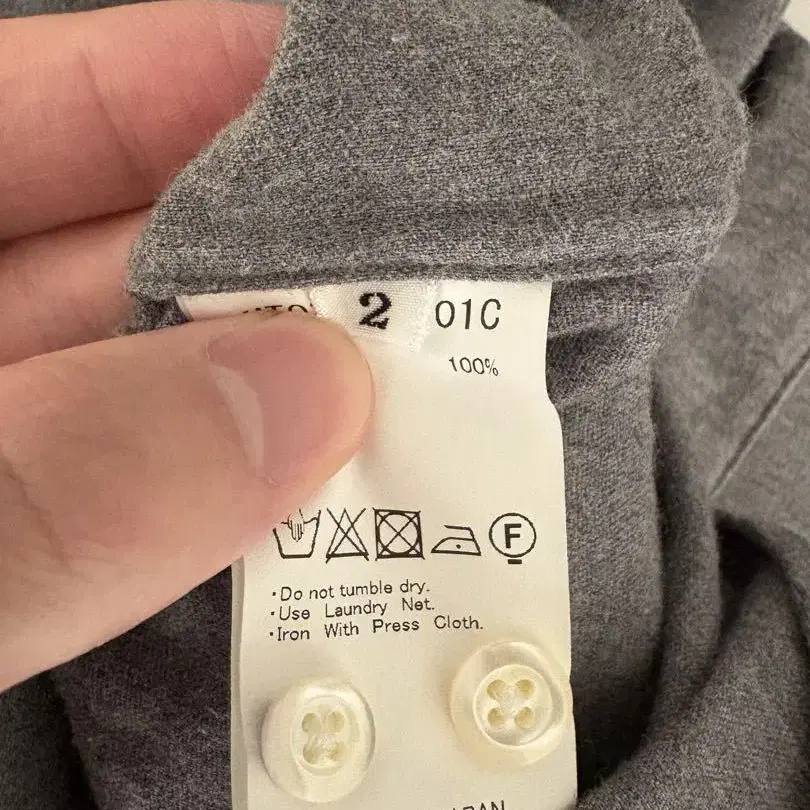 2 01C
100%
F
·Do not tumble dry.
·Use Laundry Net.
·Iron With Press Cloth.